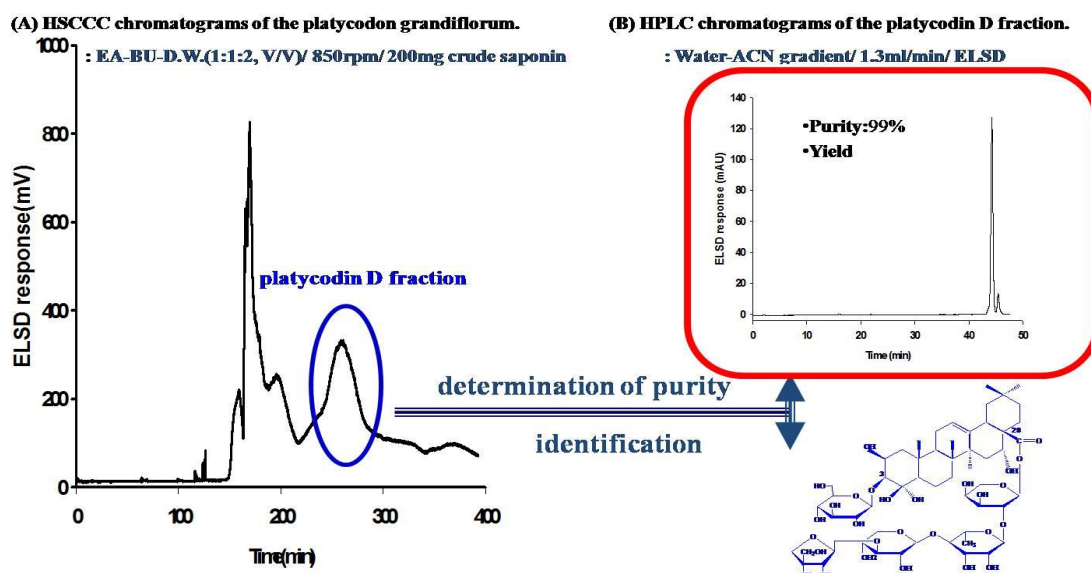 (A) HSCCC chromatograms of the platycodon grandiflorum.
: EA-BU-D.W.(1:1:2, V/V)/ 850rpm/ 200mg crude saponin
1000
800
600
400
200
0
ELSD response(mV)
platycodin D fraction
0 100 200 300 400
Time(min)
(B) HPLC chromatograms of the platycodin D fraction.
: Water-ACN gradient/ 1.3ml/min/ ELSD
140
120
100
80
60
40
20
0
ELSD response (mAU)
•Purity:99%
•Yield
0 10 20 30 40 50
Time (min)
determination of purity
identification
28
O
O
OH
3
HO
O
HO
OH
O
OH
OH
O
O
CH3
OH
OH
OH